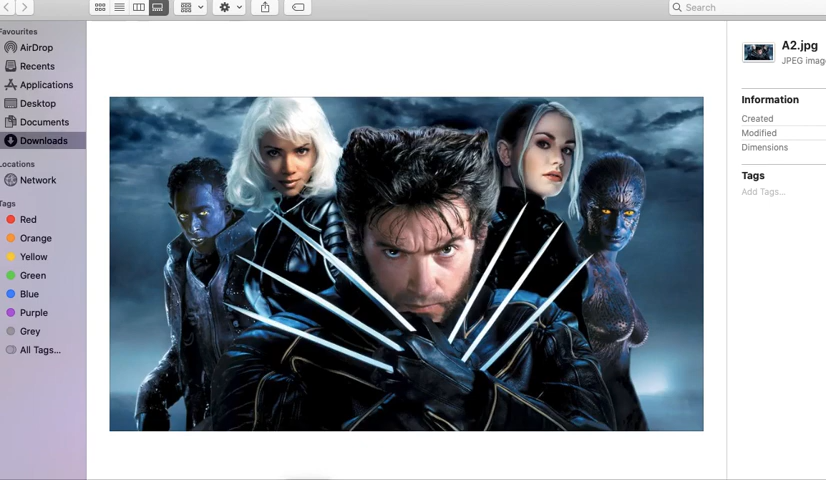 Search
Favourites
AirDrop
Recents
Applications
Desktop
Documents
Downloads
Locations
Network
Tags
Red
Orange
Yellow
Green
Blue
Purple
Grey
All Tags...
A2.jpg
JPEG imag
Information
Created
Modified
Dimensions
Tags
Add Tags...